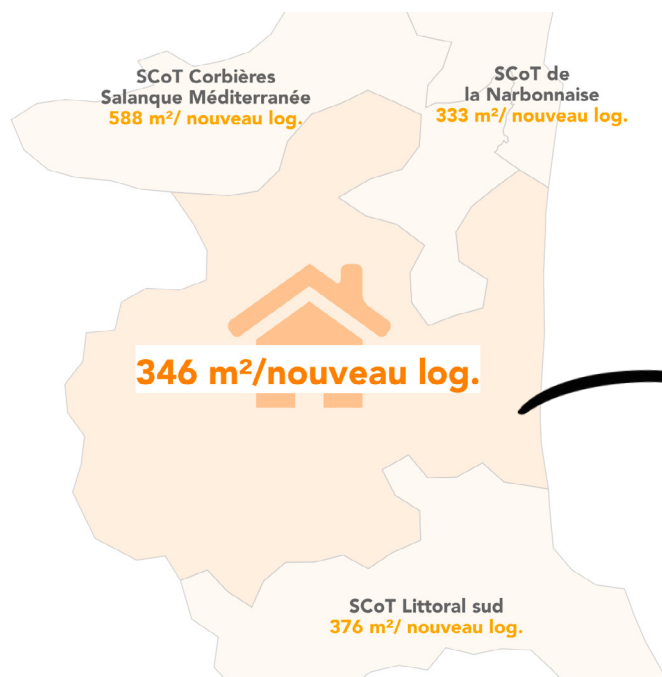 SCoT Corbières
Salanque Méditerranée
588 m²/ nouveau log.
SCoT de
la Narbonnaise
333 m²/ nouveau log.
346 m²/nouveau log.
SCoT Littoral sud
376 m²/ nouveau log.